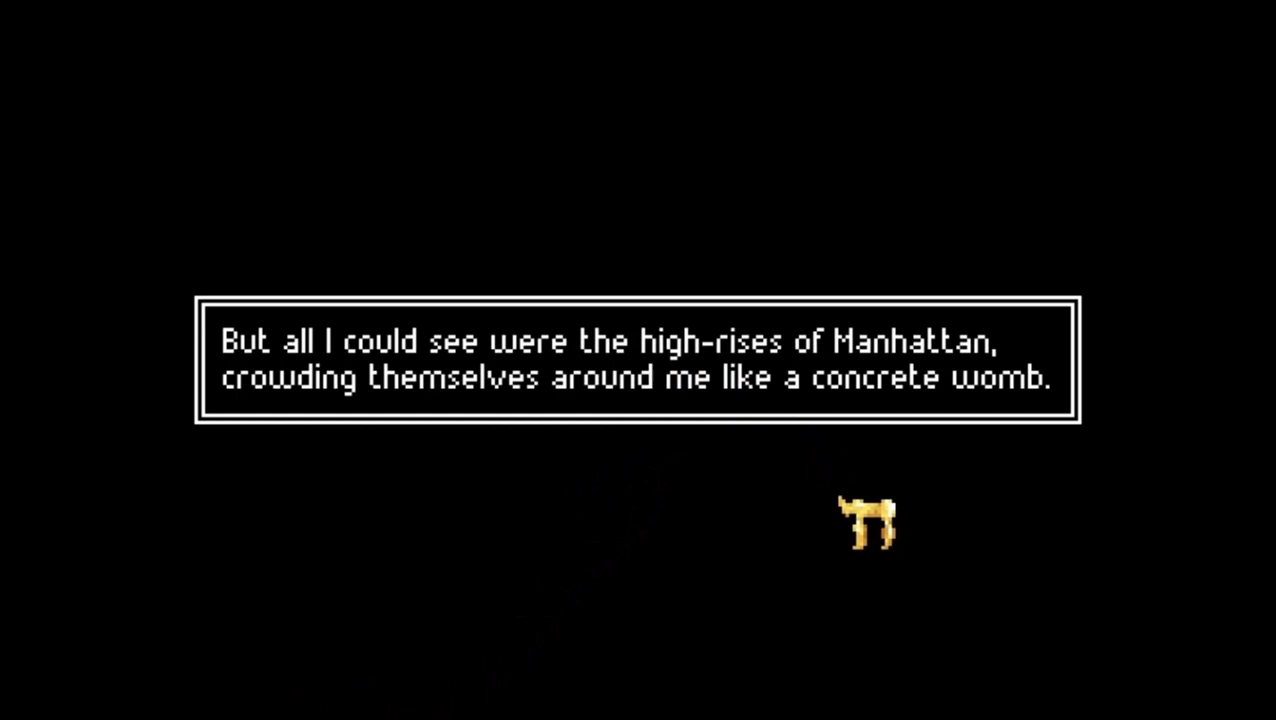 But all I could see were the high-rises of Manhattan,
crowding themselves around me like a concrete womb.
חי